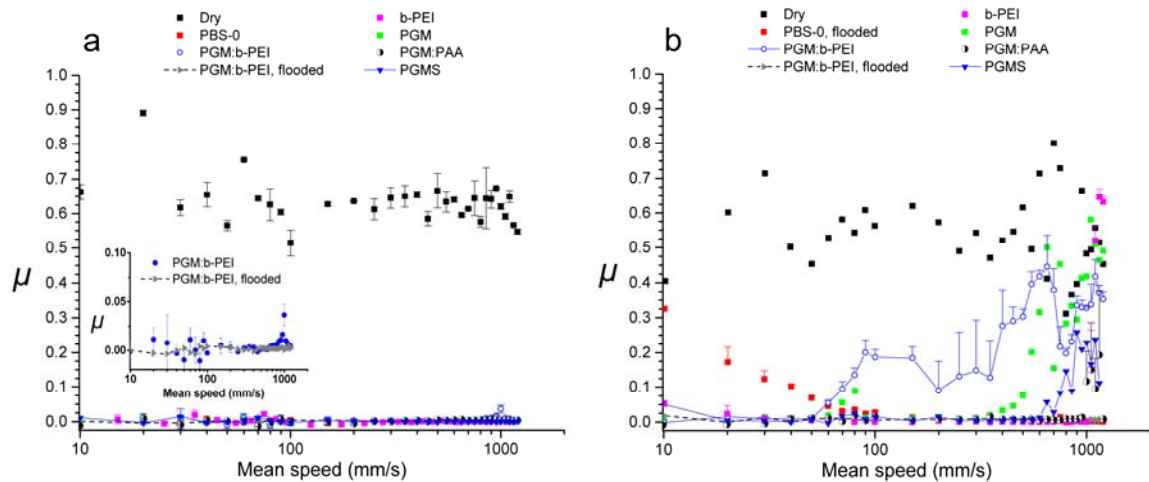 a
Dry
PBS-0
PGM:b-PEI
PGM:b-PEI, flooded
b-PEI
PGM
PGM:PAA
PGMS
1.0
0.9
0.8
0.7
0.6
0.5
0.4
0.3
0.2
0.1
0.0
μ
10
100
1000
Mean speed (mm/s)
0.10
0.05
0.00
μ
PGM:b-PEI
PGM:b-PEI, flooded
10
100
1000
Mean speed (mm/s)
b
Dry
PBS-0, flooded
PGM:b-PEI
PGM:b-PEI, flooded
b-PEI
PGM
PGM:PAA
PGMS
1.0
0.9
0.8
0.7
0.6
0.5
0.4
0.3
0.2
0.1
0.0
μ
10
100
1000
Mean speed (mm/s)